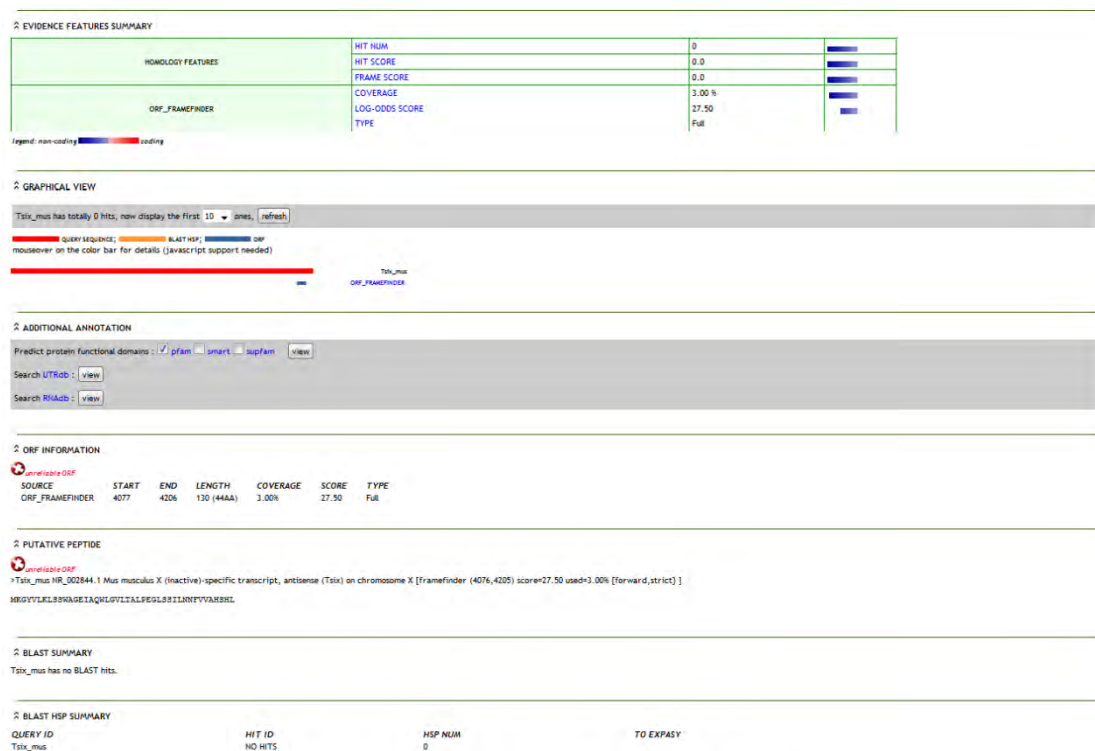 EVIDENCE FEATURES SUMMARY
HOMOLOGY FEATURES HIT NUM 0
HIT SCORE 0.0
FRAME SCORE 0.0
ORF_FRAMEFINDER COVERAGE 3.00 %
LOG-ODDS SCORE 27.50
TYPE Full
legend: non-coding coding
GRAPHICAL VIEW
Tsix_mus has totally 0 hits, now display the first 10 ones, refresh
QUERY SEQUENCE; BLAST HSP; ORF
mouseover on the color bar for details (javascript support needed)
Tsix_mus
ORF_FRAMEFINDER
ADDITIONAL ANNOTATION
Predict protein functional domains : pfam smart supfam view
Search UTRdb : view
Search RNAdb : view
ORF INFORMATION
unreliable ORF
SOURCE START END LENGTH COVERAGE SCORE TYPE
ORF_FRAMEFINDER 4077 4206 130 (44AA) 3.00% 27.50 Full
PUTATIVE PEPTIDE
unreliable ORF
>Tsix_mus NR_002844.1 Mus musculus X (inactive)-specific transcript, antisense (Tsix) on chromosome X [framefinder (4076,4205) score=27.50 used=3.00% {forward,strict} ]
MKGYVLKLSSWAGEIAQWLGVLTALPEGLSSILNNFVVAHSHL
BLAST SUMMARY
Tsix_mus has no BLAST hits.
BLAST HSP SUMMARY
QUERY ID HIT ID HSP NUM TO EXPASY
Tsix_mus NO HITS 0